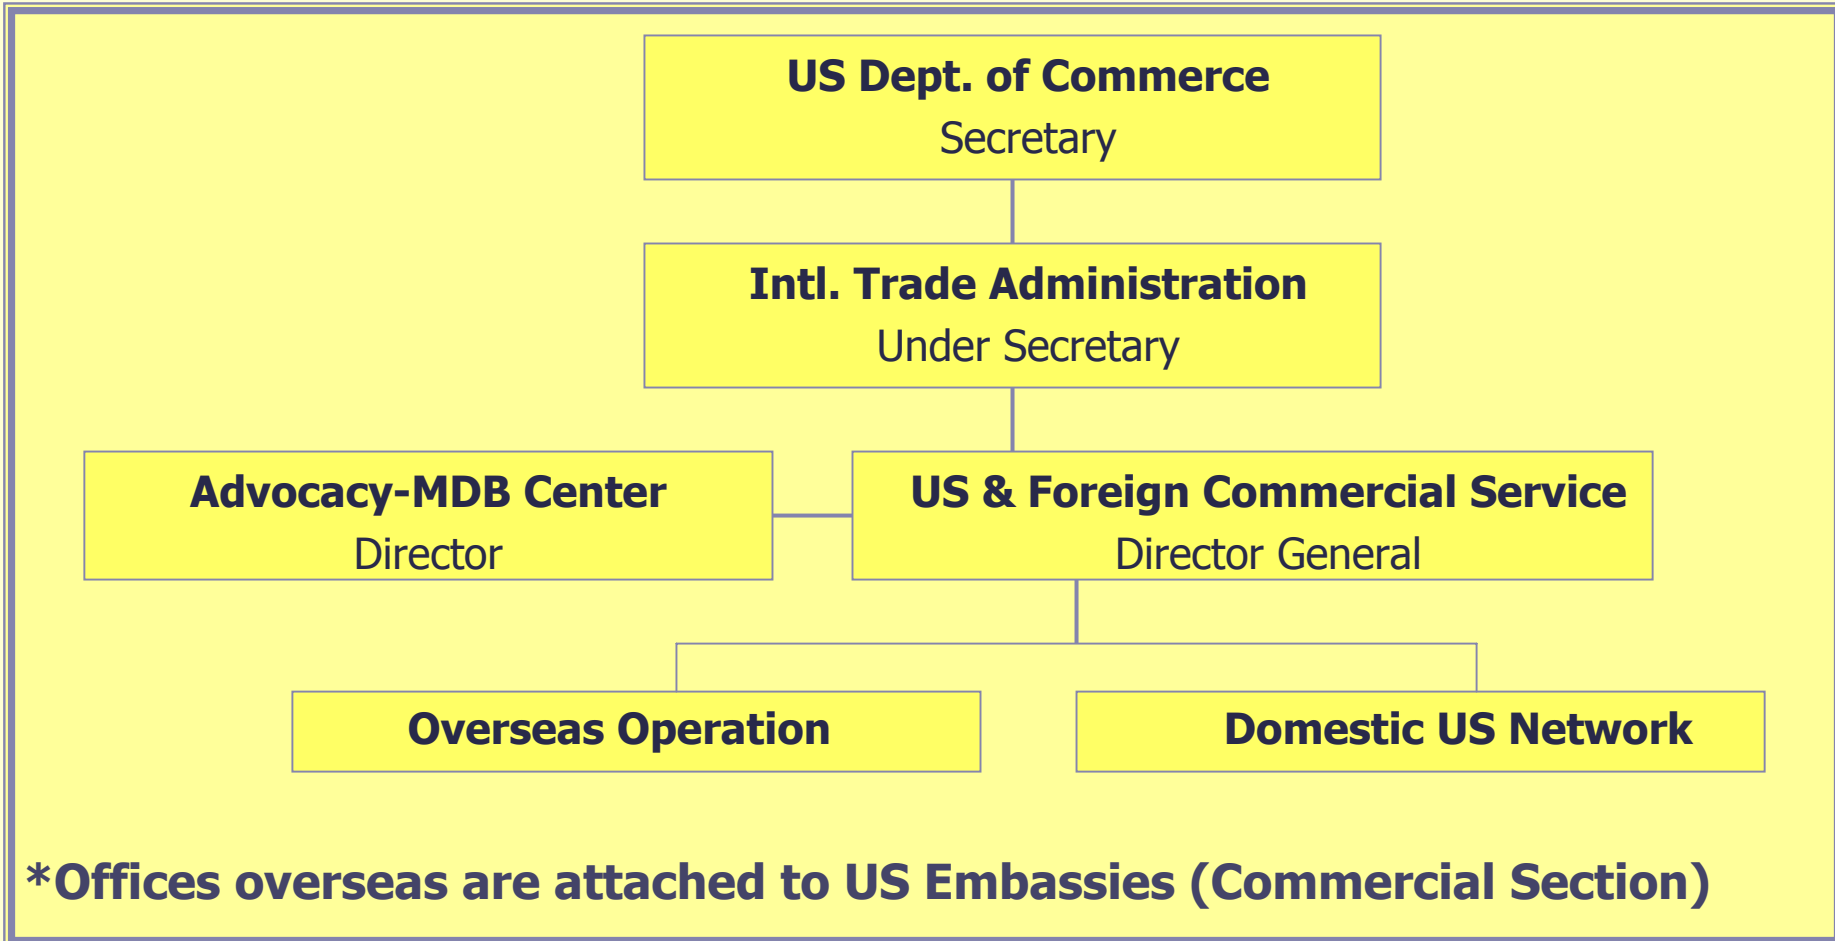 US Dept. of Commerce
Secretary
Intl. Trade Administration
Under Secretary
Advocacy-MDB Center
Director
US & Foreign Commercial Service
Director General
Overseas Operation
Domestic US Network
*Offices overseas are attached to US Embassies (Commercial Section)